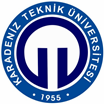 KARADENİZ TEKNİK ÜNİVERSİTESİ
• 1955 •